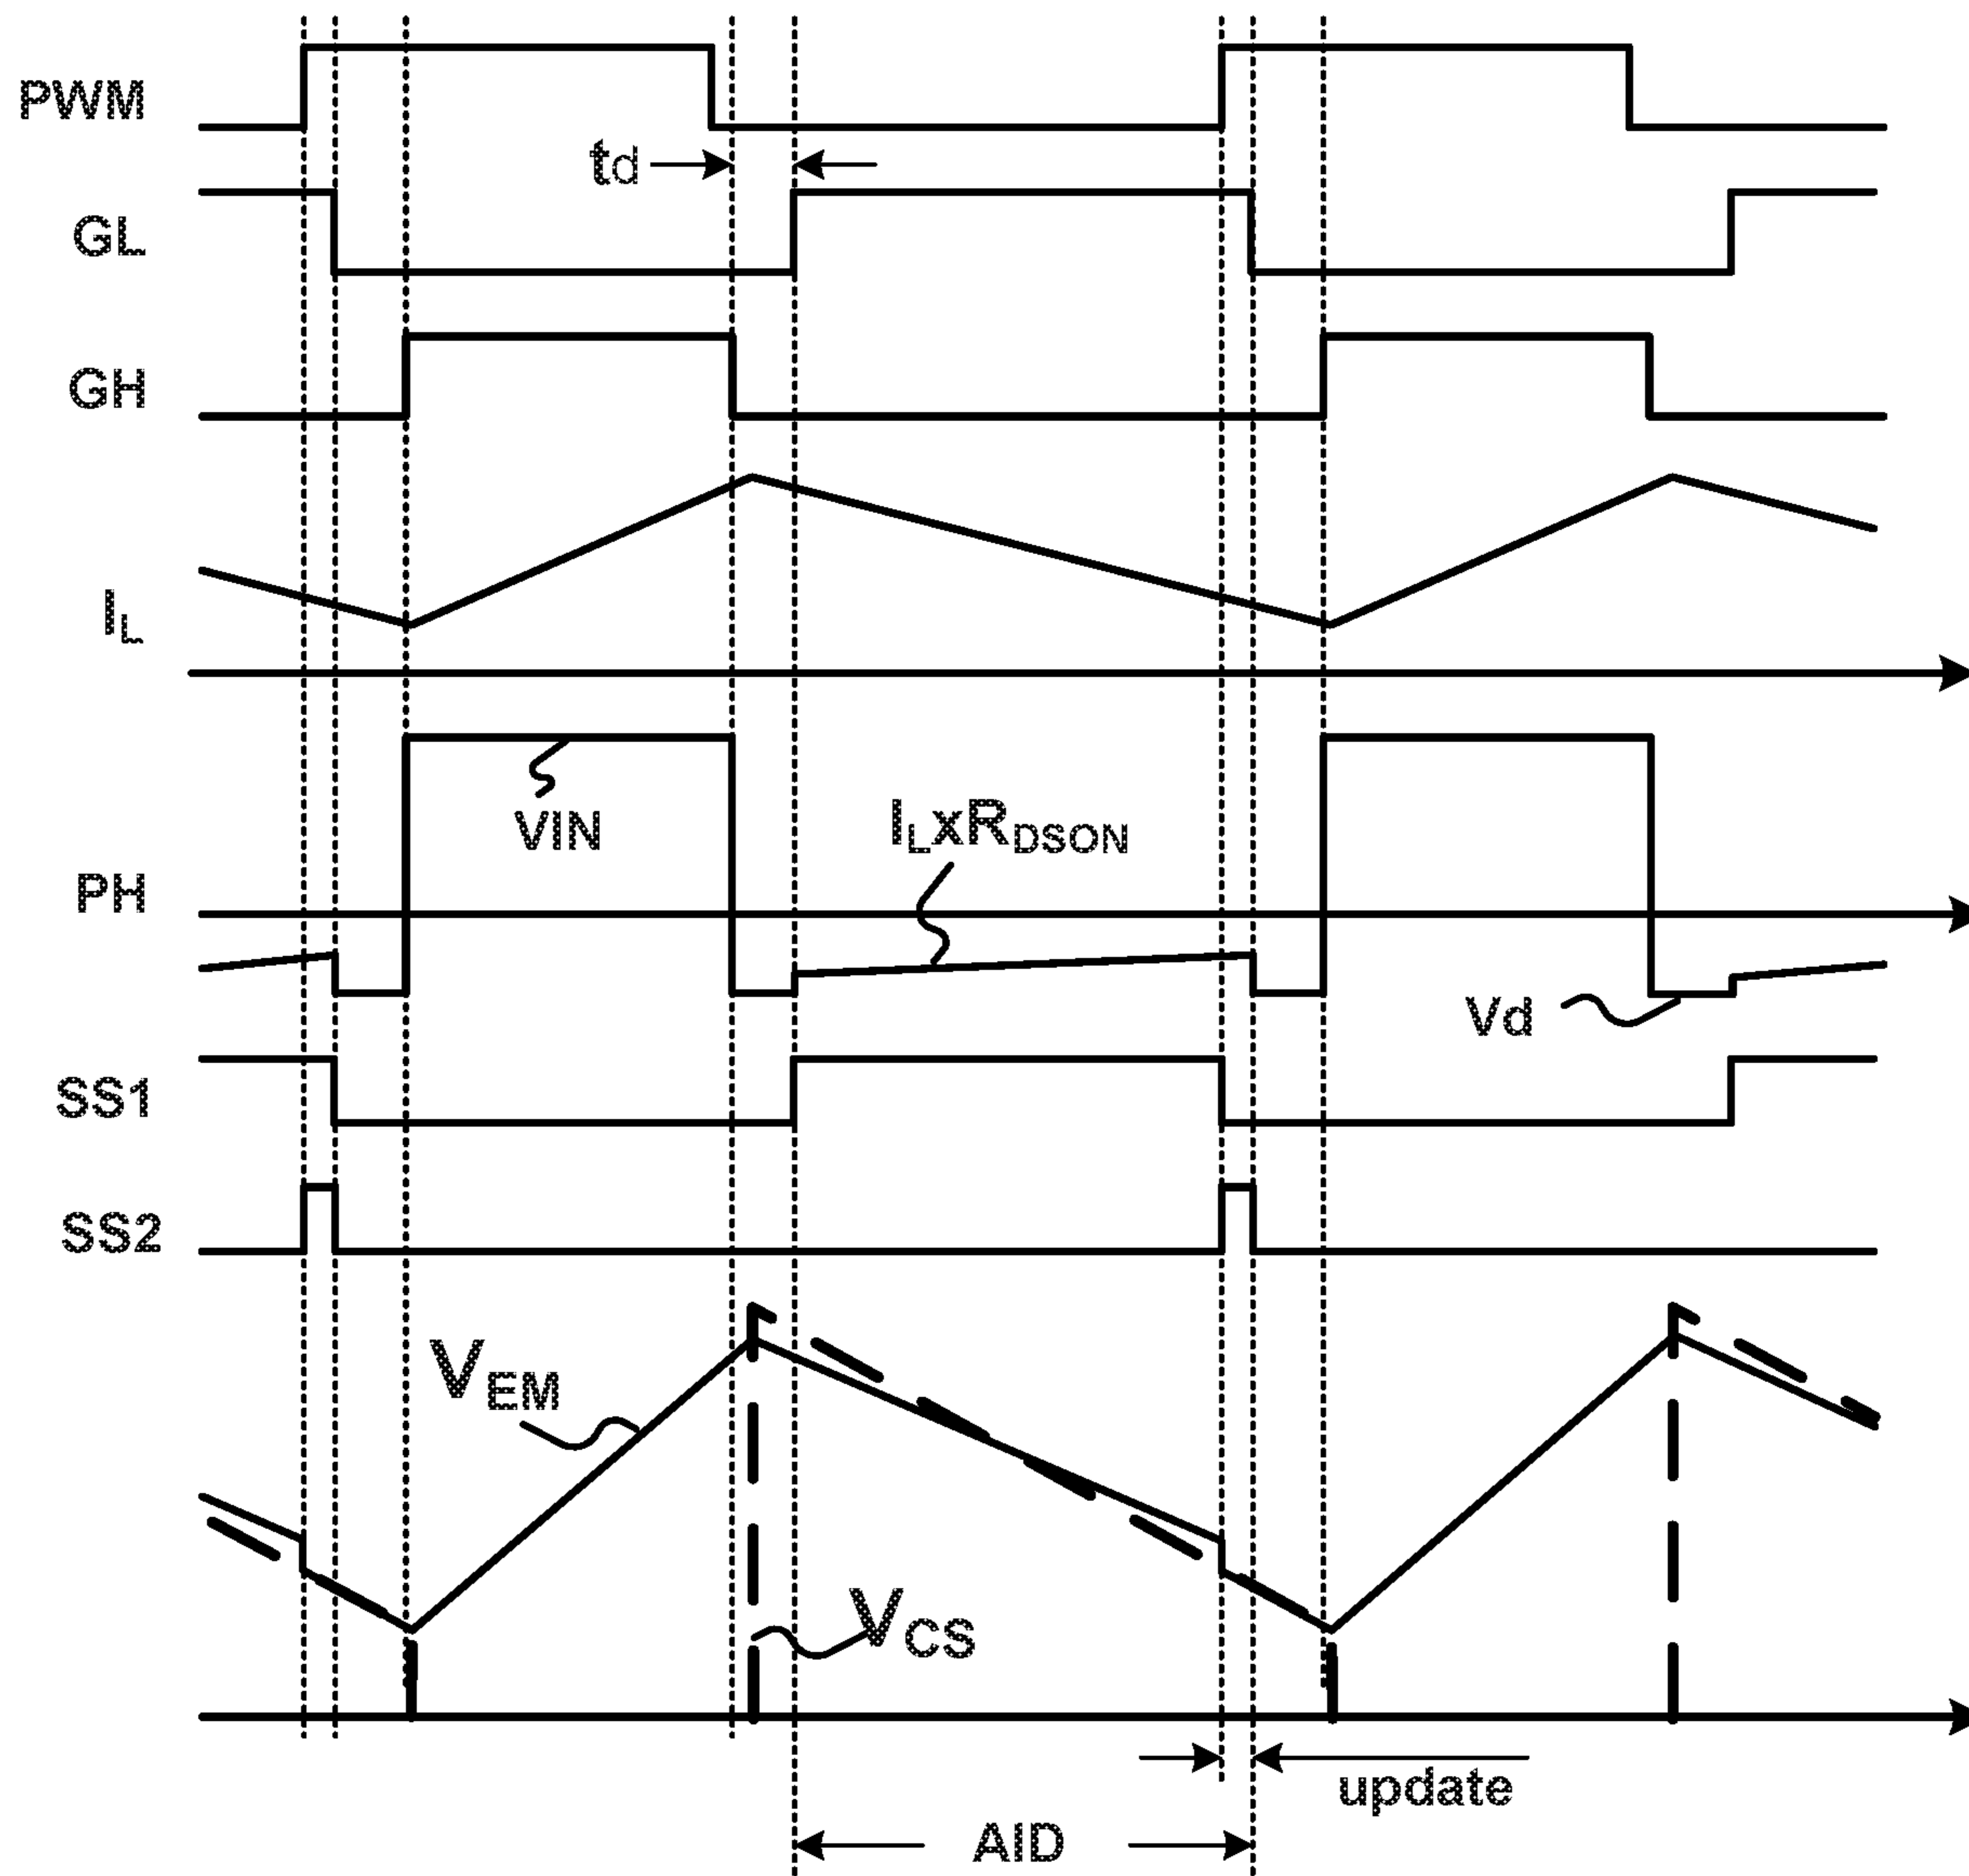 PWM
td
GL
GH
IL
VIN
ILxRDSON
PH
Vd
SS1
SS2
VEM
VCS
update
AID